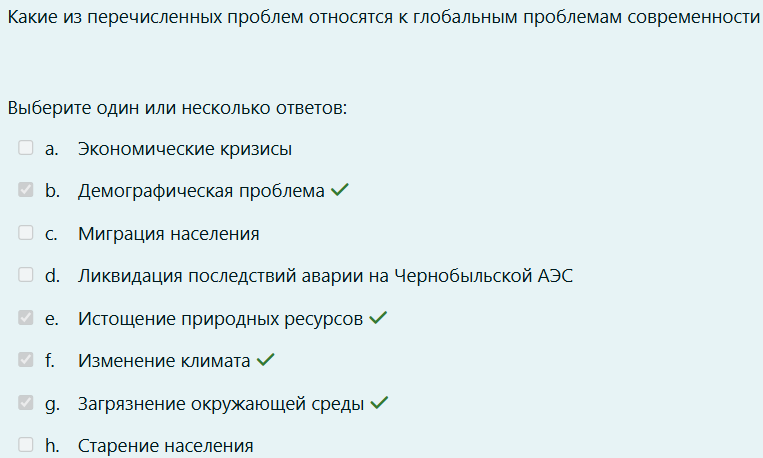 Какие из перечисленных проблем относятся к глобальным проблемам современности
Выберите один или несколько ответов:
a. Экономические кризисы
b. Демографическая проблема
c. Миграция населения
d. Ликвидация последствий аварии на Чернобыльской АЭС
e. Истощение природных ресурсов
f. Изменение климата
g. Загрязнение окружающей среды
h. Старение населения